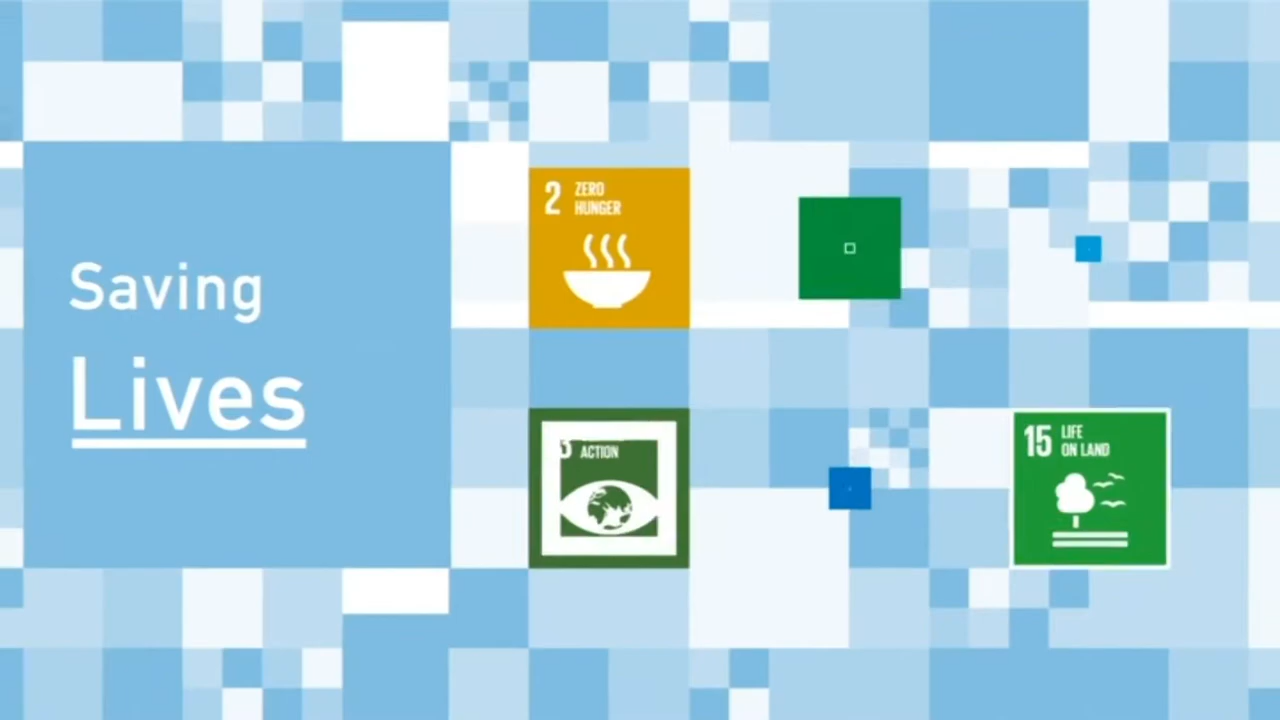 Saving
Lives
2 ZERO
HUNGER
ACTION
15 LIFE
ON LAND